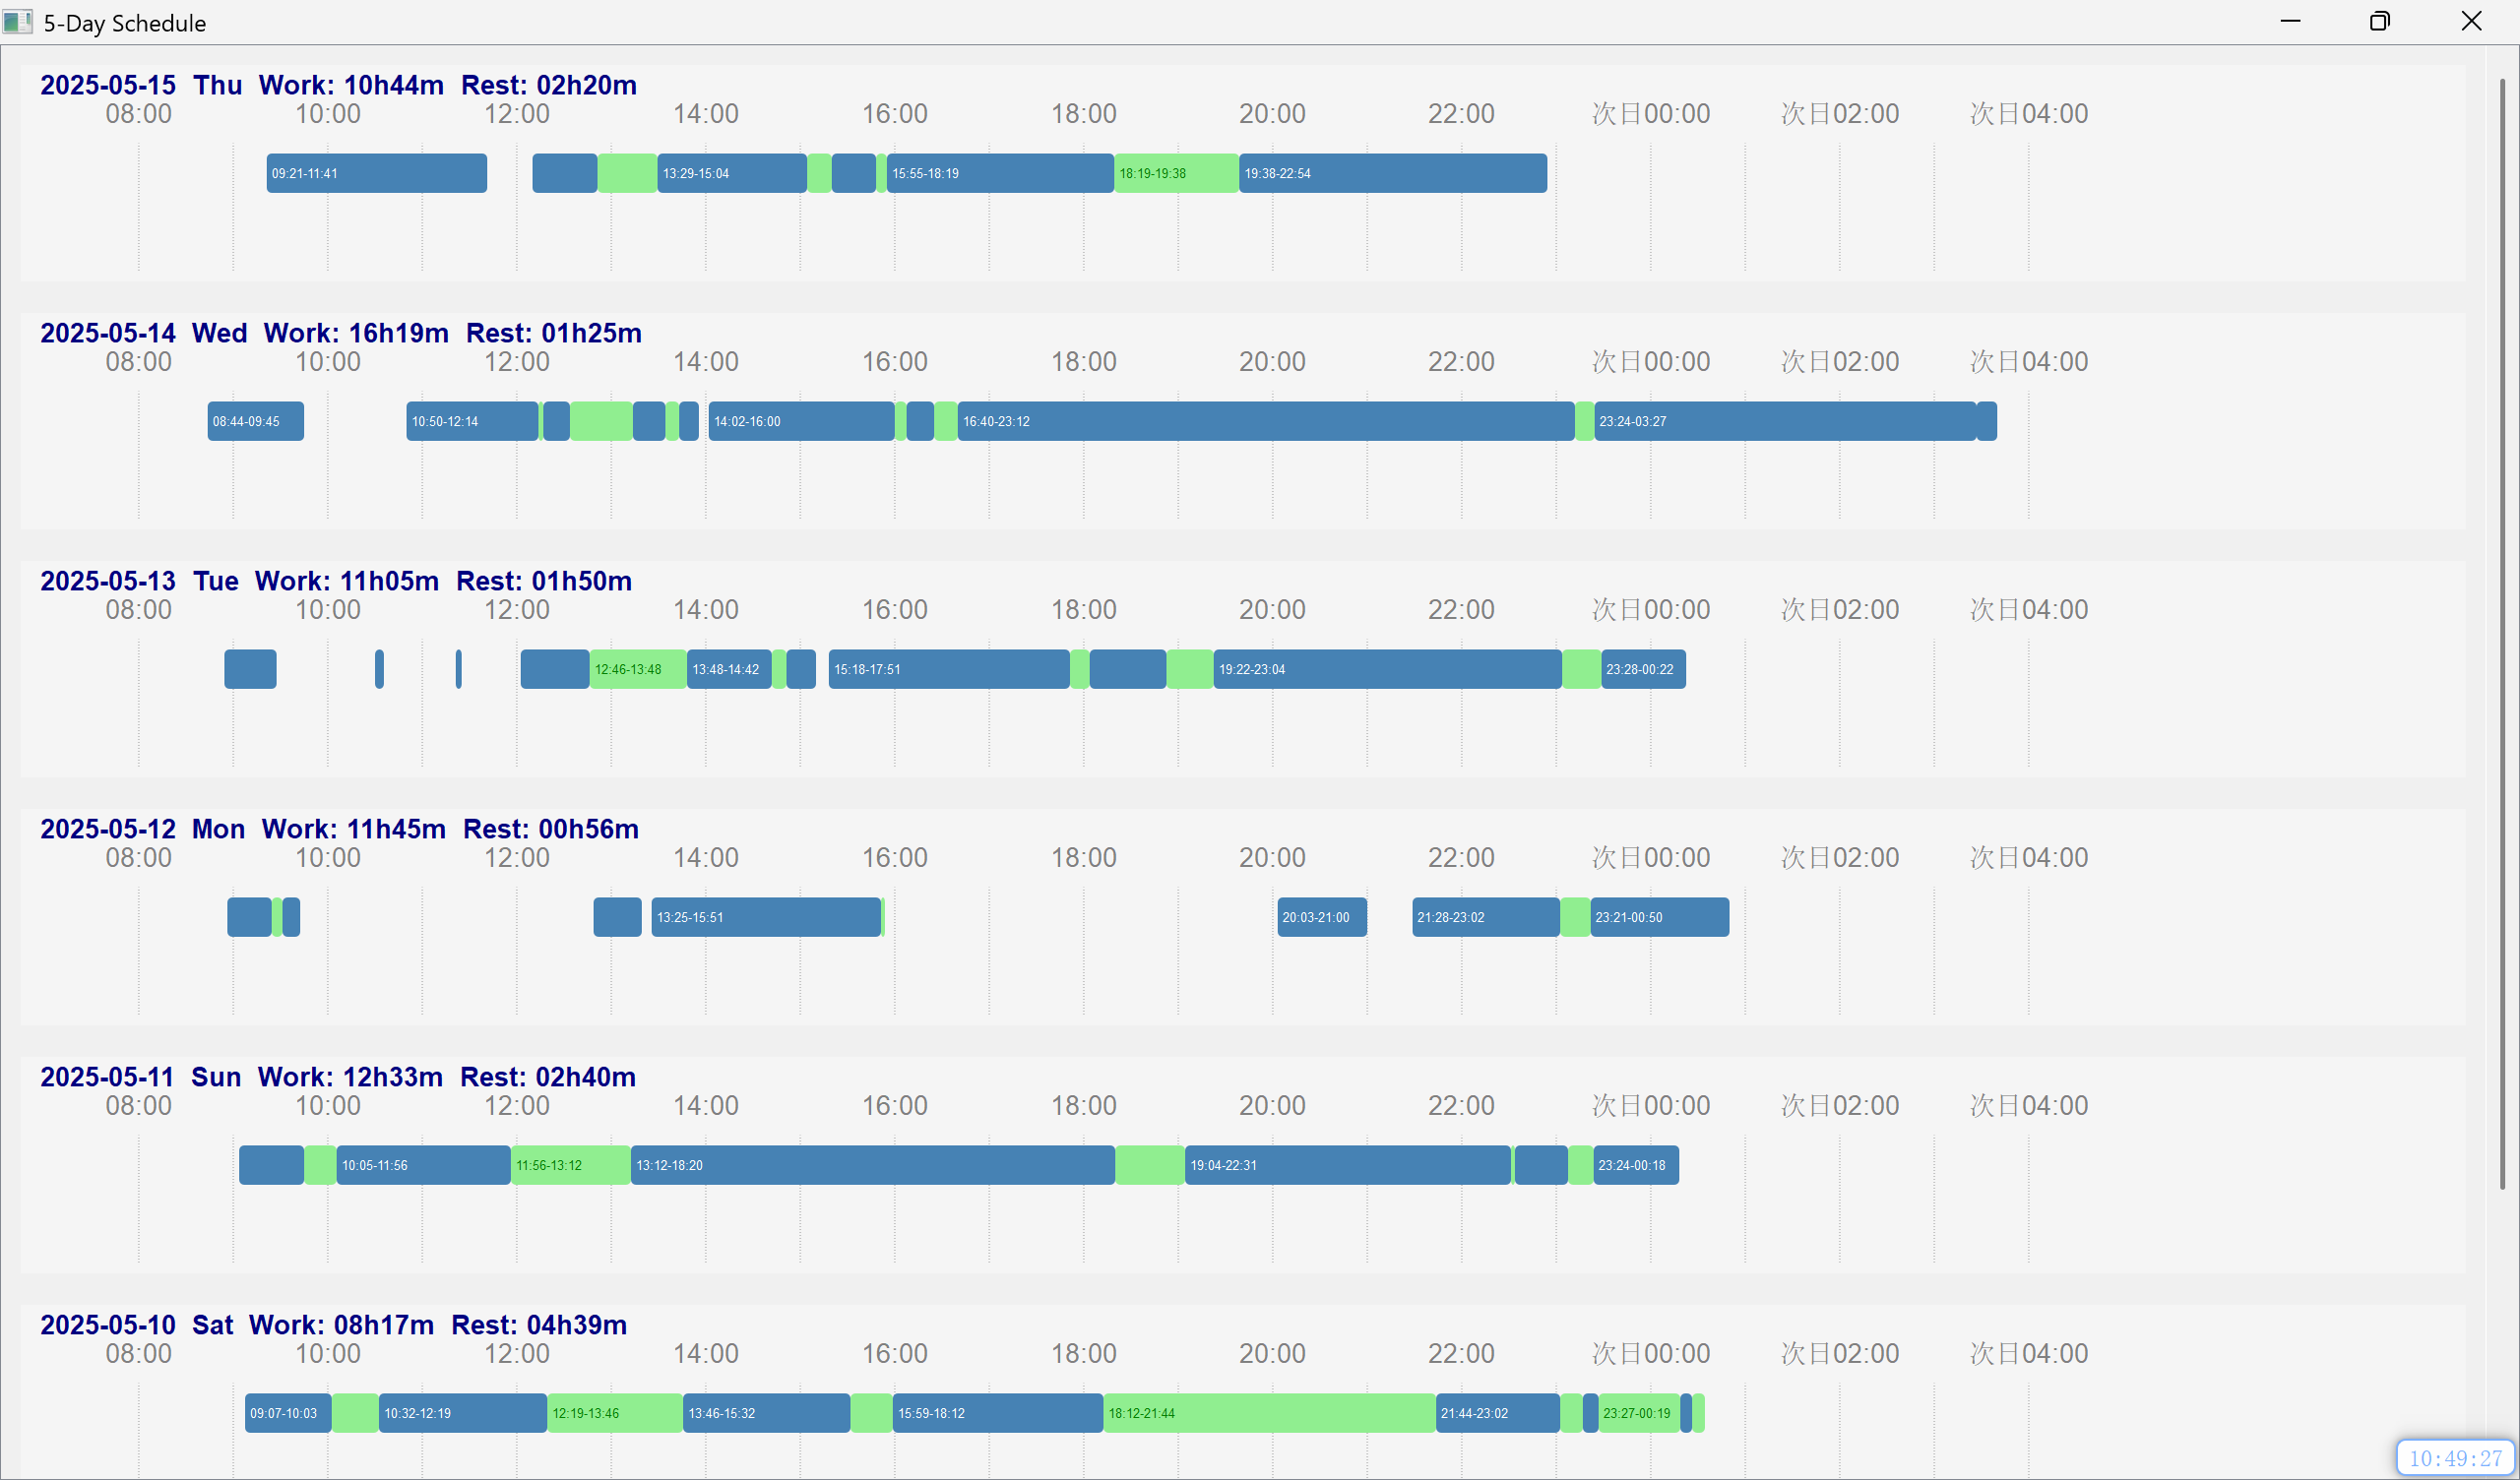 5-Day Schedule
2025-05-15 Thu Work: 10h44m Rest: 02h20m
08:00 10:00 12:00 14:00 16:00 18:00 20:00 22:00 次日00:00 次日02:00 次日04:00
09:21-11:41 13:29-15:04 15:55-18:19 18:19-19:38 19:38-22:54
2025-05-14 Wed Work: 16h19m Rest: 01h25m
08:00 10:00 12:00 14:00 16:00 18:00 20:00 22:00 次日00:00 次日02:00 次日04:00
08:44-09:45 10:50-12:14 14:02-16:00 16:40-23:12 23:24-03:27
2025-05-13 Tue Work: 11h05m Rest: 01h50m
08:00 10:00 12:00 14:00 16:00 18:00 20:00 22:00 次日00:00 次日02:00 次日04:00
12:46-13:48 13:48-14:42 15:18-17:51 19:22-23:04 23:28-00:22
2025-05-12 Mon Work: 11h45m Rest: 00h56m
08:00 10:00 12:00 14:00 16:00 18:00 20:00 22:00 次日00:00 次日02:00 次日04:00
13:25-15:51 20:03-21:00 21:28-23:02 23:21-00:50
2025-05-11 Sun Work: 12h33m Rest: 02h40m
08:00 10:00 12:00 14:00 16:00 18:00 20:00 22:00 次日00:00 次日02:00 次日04:00
10:05-11:56 11:56-13:12 13:12-18:20 19:04-22:31 23:24-00:18
2025-05-10 Sat Work: 08h17m Rest: 04h39m
08:00 10:00 12:00 14:00 16:00 18:00 20:00 22:00 次日00:00 次日02:00 次日04:00
09:07-10:03 10:32-12:19 12:19-13:46 13:46-15:32 15:59-18:12 18:12-21:44 21:44-23:02 23:27-00:19
10:49:27